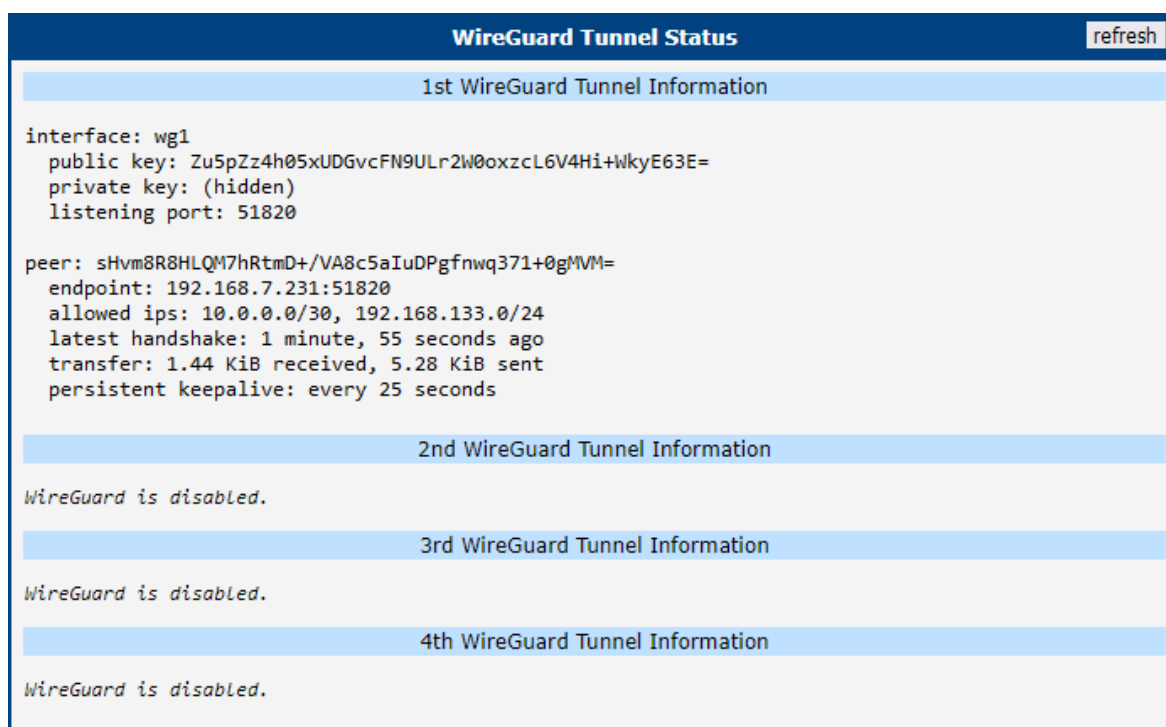 WireGuard Tunnel Status
refresh
1st WireGuard Tunnel Information
interface: wg1
public key: Zu5pZz4h05xUDGvcFN9ULr2W0oxzcL6V4Hi+WkyE63E=
private key: (hidden)
listening port: 51820
peer: sHvm8R8HLQM7hRtmD+/VA8c5aIuDPgfnwq371+0gMVM=
endpoint: 192.168.7.231:51820
allowed ips: 10.0.0.0/30, 192.168.133.0/24
latest handshake: 1 minute, 55 seconds ago
transfer: 1.44 KiB received, 5.28 KiB sent
persistent keepalive: every 25 seconds
2nd WireGuard Tunnel Information
WireGuard is disabled.
3rd WireGuard Tunnel Information
WireGuard is disabled.
4th WireGuard Tunnel Information
WireGuard is disabled.